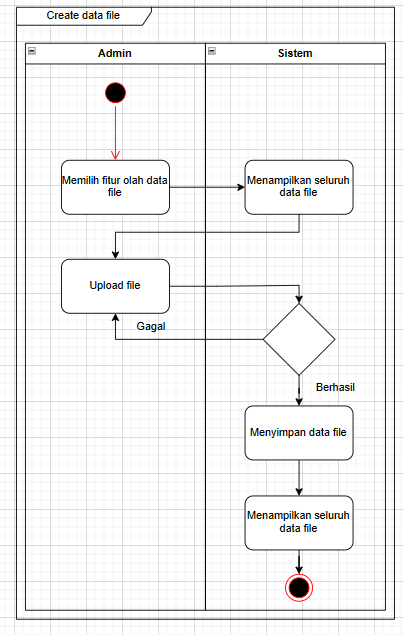 Create data file
Admin
Sistem
Memilih fitur olah data
file
Menampilkan seluruh
data file
Upload file
Gagal
Berhasil
Menyimpan data file
Menampilkan seluruh
data file